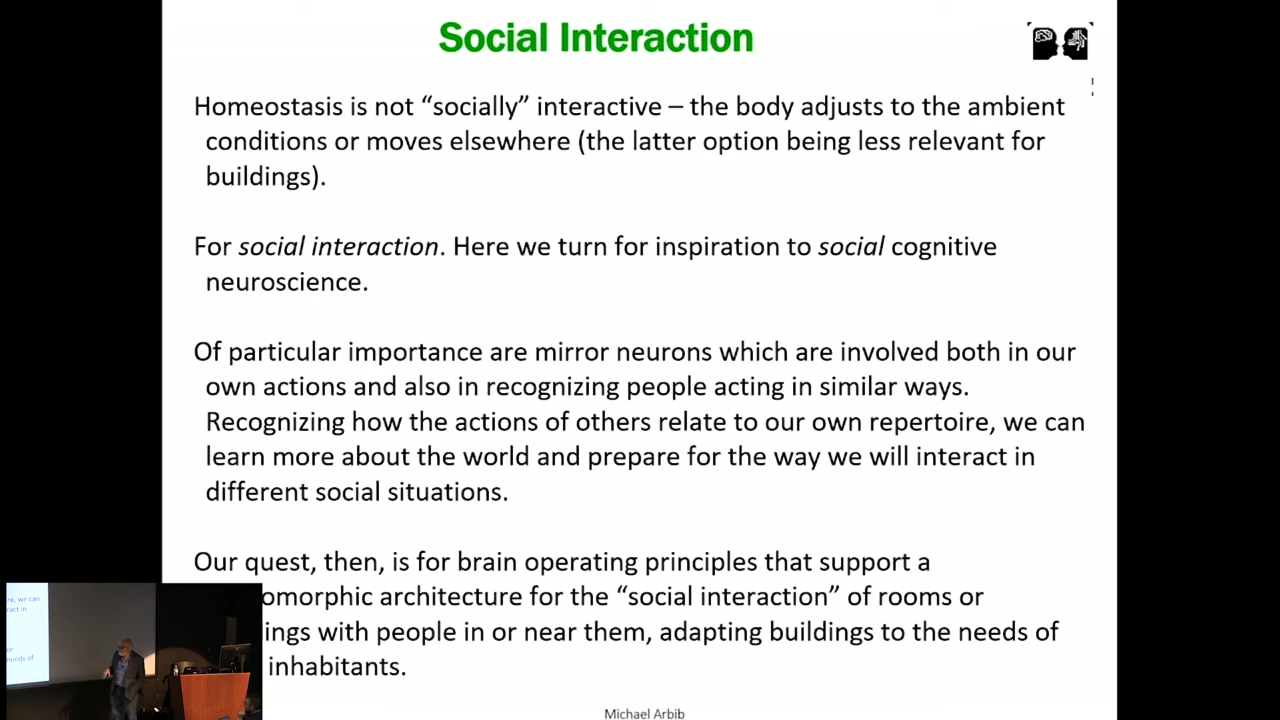 Social Interaction
Homeostasis is not “socially” interactive – the body adjusts to the ambient
conditions or moves elsewhere (the latter option being less relevant for
buildings).
For social interaction. Here we turn for inspiration to social cognitive
neuroscience.
Of particular importance are mirror neurons which are involved both in our
own actions and also in recognizing people acting in similar ways.
Recognizing how the actions of others relate to our own repertoire, we can
learn more about the world and prepare for the way we will interact in
different social situations.
Our quest, then, is for brain operating principles that support a
omorphic architecture for the “social interaction” of rooms or
ings with people in or near them, adapting buildings to the needs of
inhabitants.
Michael Arbib